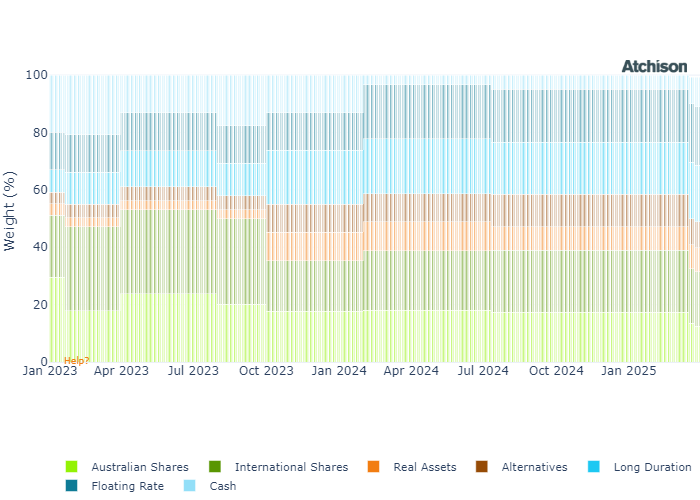 Atchison
100
80
60
40
20
0
Weight (%)
Help?
Jan 2023 Apr 2023 Jul 2023 Oct 2023 Jan 2024 Apr 2024 Jul 2024 Oct 2024 Jan 2025
Australian Shares International Shares Real Assets Alternatives Long Duration
Floating Rate Cash